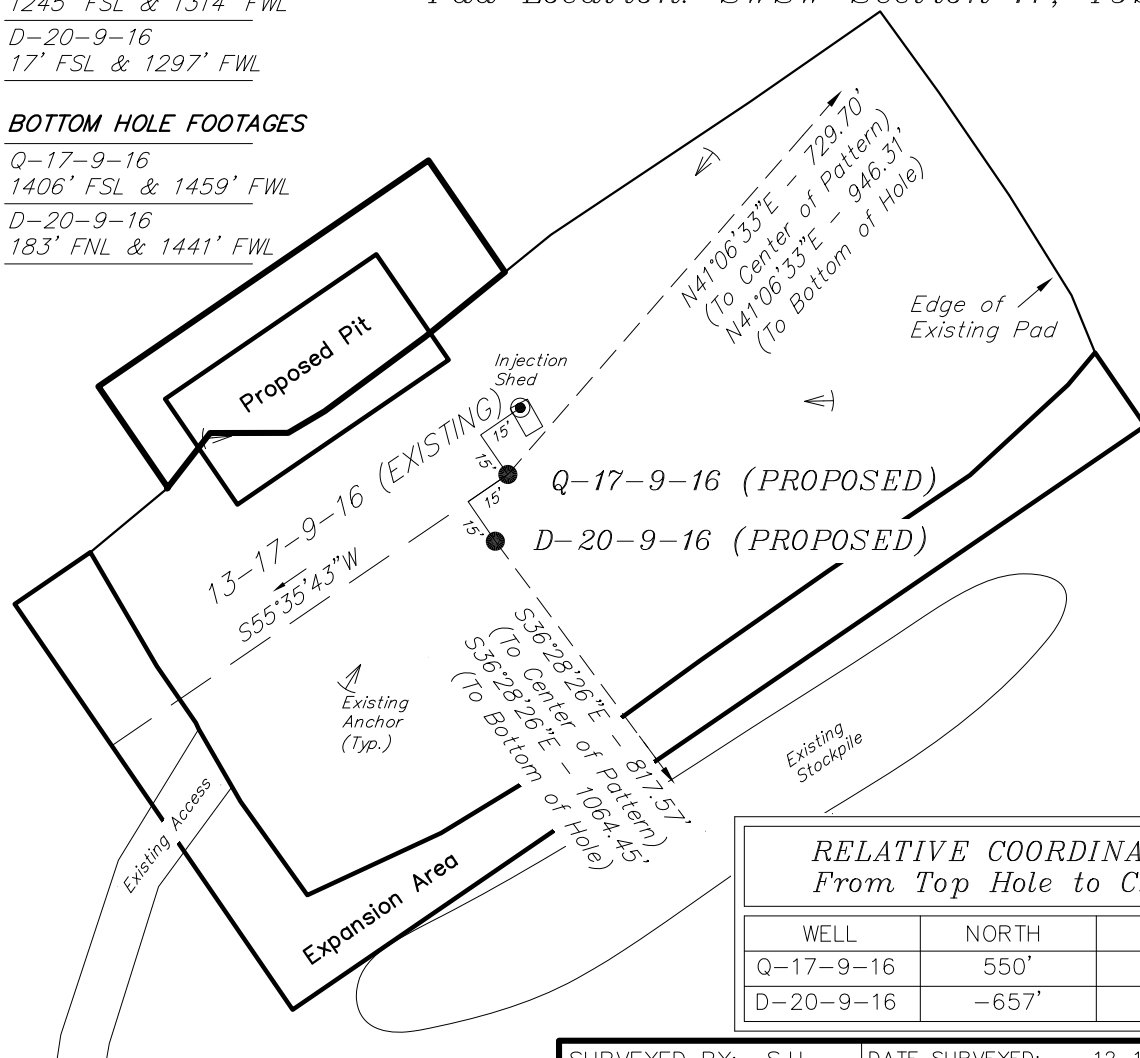 1245' FSL & 1314' FWL
D-20-9-16
17' FSL & 1297' FWL
BOTTOM HOLE FOOTAGES
Q-17-9-16
1406' FSL & 1459' FWL
D-20-9-16
183' FNL & 1441' FWL
N41°06'33"E - 729.70'
(To Center of Pattern)
N41°06'33"E - 946.31'
(To Bottom of Hole)
Edge of
Existing Pad
Proposed Pit
Injection
Shed
15'
15'
15'
15'
13-17-9-16 (EXISTING)
Q-17-9-16 (PROPOSED)
D-20-9-16 (PROPOSED)
S55°35'43"W
S36°28'26"E - 817.57'
(To Center of Pattern)
S36°28'26"E - 1064.45'
(To Bottom of Hole)
Existing
Anchor
(Typ.)
Existing
Stockpile
Existing Access
Expansion Area
RELATIVE
From Top Hole to
WELL NORTH
Q-17-9-16 550'
D-20-9-16 -657'